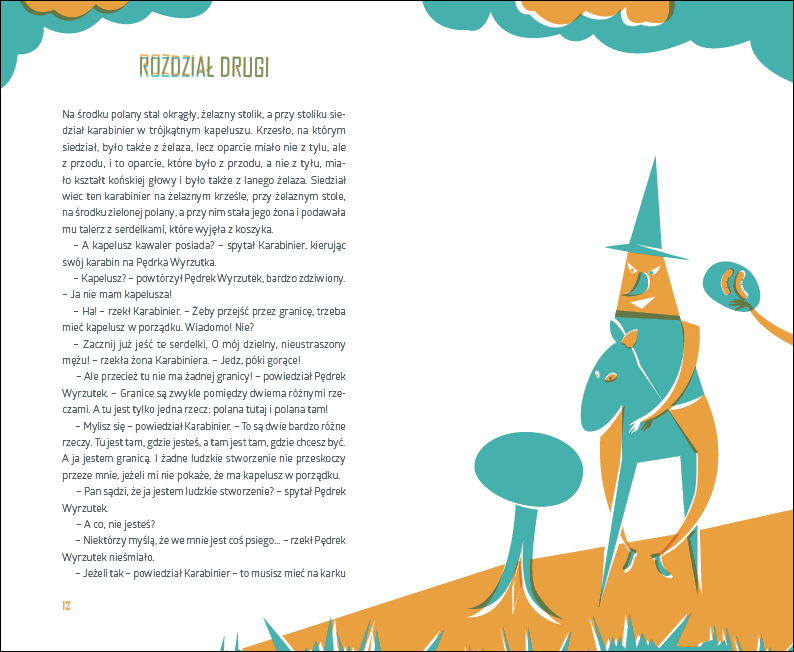 ROZDZIAŁ DRUGI
Na środku polany stał okrągły, żelazny stolik, a przy stoliku sie-
dział karabinier w trójkątnym kapeluszu. Krzesło, na którym
siedział, było także z żelaza, lecz oparcie miało nie z tylu, ale
z przodu, i to oparcie, które było z przodu, a nie z tyłu, mia-
ło kształt końskiej głowy i było także z lanego żelaza. Siedział
wiec ten karabinier na żelaznym krześle, przy żelaznym stole,
na środku zielonej polany, a przy nim stała jego żona i podawała
mu talerz z serdelkami, które wyjęła z koszyka.
– A kapelusz kawaler posiada? – spytał Karabinier, kierując
swój karabin na Pędrka Wyrzutka.
– Kapelusz? – powtórzył Pędrek Wyrzutek, bardzo zdziwiony.
– Ja nie mam kapelusza!
– Ha! – rzekł Karabinier. – Żeby przejść przez granicę, trzeba
mieć kapelusz w porządku. Wiadomo! Nie?
– Zacznij już jeść te serdelki, O mój dzielny, nieustraszony
mężu! – rzekła żona Karabiniera. – Jedz, póki gorące!
– Ale przecież tu nie ma żadnej granicy! – powiedział Pędrek
Wyrzutek. – Granice są zwykle pomiędzy dwiema różnymi rze-
czami. A tu jest tylko jedna rzecz: polana tutaj i polana tam!
– Mylisz się – powiedział Karabinier. – To są dwie bardzo różne
rzeczy. Tu jest tam, gdzie jesteś, a tam jest tam, gdzie chcesz być.
A ja jestem granicą. I żadne ludzkie stworzenie nie przeskoczy
przeze mnie, jeżeli mi nie pokaże, że ma kapelusz w porządku.
– Pan sądzi, że ja jestem ludzkie stworzenie? – spytał Pędrek
Wyrzutek.
– A co, nie jesteś?
– Niektórzy myślą, że we mnie jest coś psiego... – rzekł Pędrek
Wyrzutek nieśmiało.
– Jeżeli tak – powiedział Karabinier – to musisz mieć na karku
12